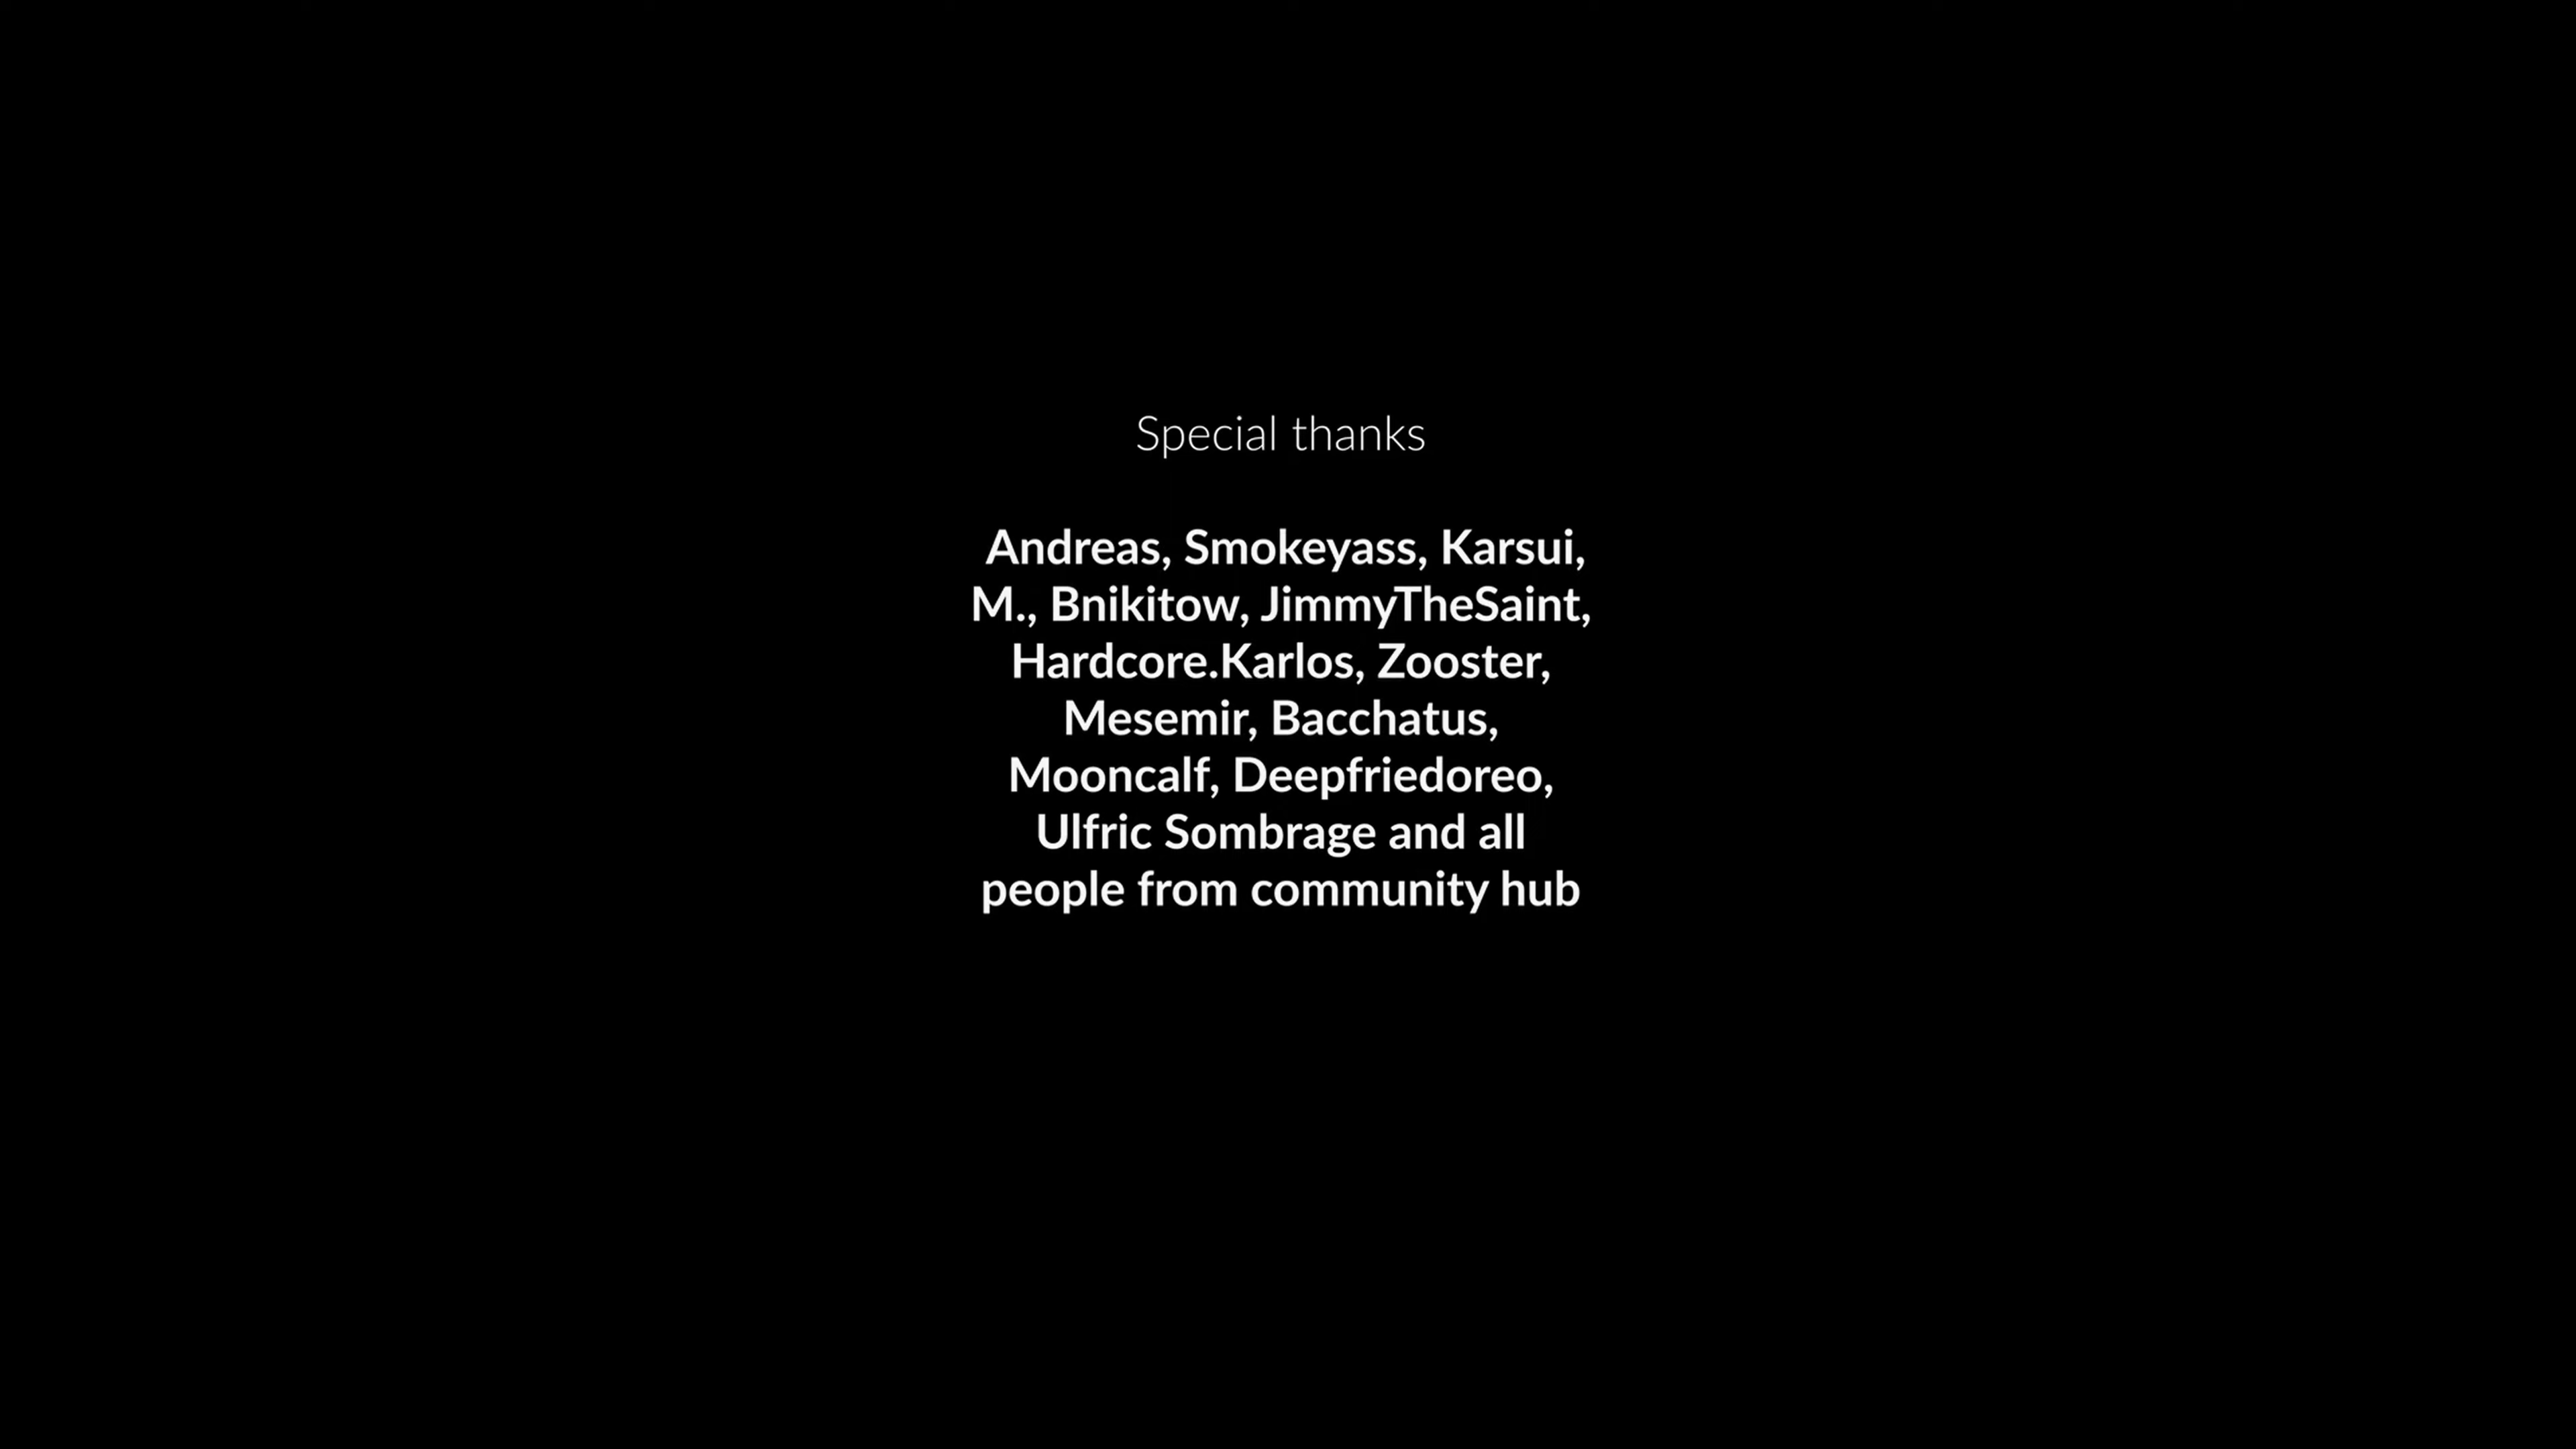 Special thanks
Andreas, Smokeyass, Karsui,
M., Bnikitow, JimmyTheSaint,
Hardcore.Karlos, Zooster,
Mesemir, Bacchatus,
Mooncalf, Deepfriedoreo,
Ulfric Sombrage and all
people from community hub